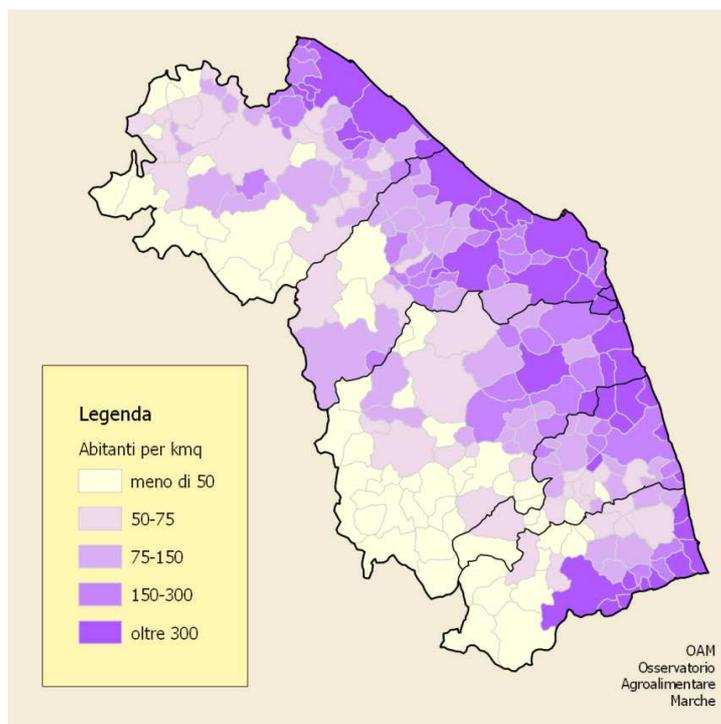 Legenda
Abitanti per kmq
meno di 50
50-75
75-150
150-300
oltre 300
OAM
Osservatorio
Agroalimentare
Marche